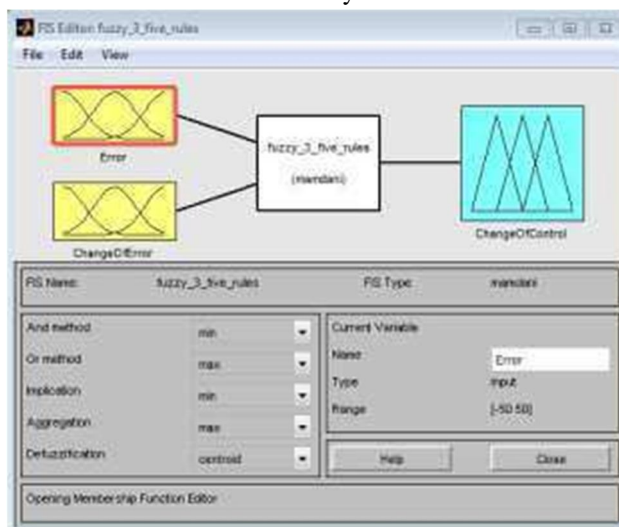 FIS Editor: fuzzy_3_five_rules
File Edit View
Error
ChangeOfError
fuzzy_3_five_rules
(mamdani)
ChangeOfControl
FIS Name: fuzzy_3_five_rules
FIS Type: mamdani
And method min
Or method max
Implication min
Aggregation max
Defuzzification centroid
Current Variable
Name Error
Type input
Range [-50 50]
Help Close
Opening Membership Function Editor